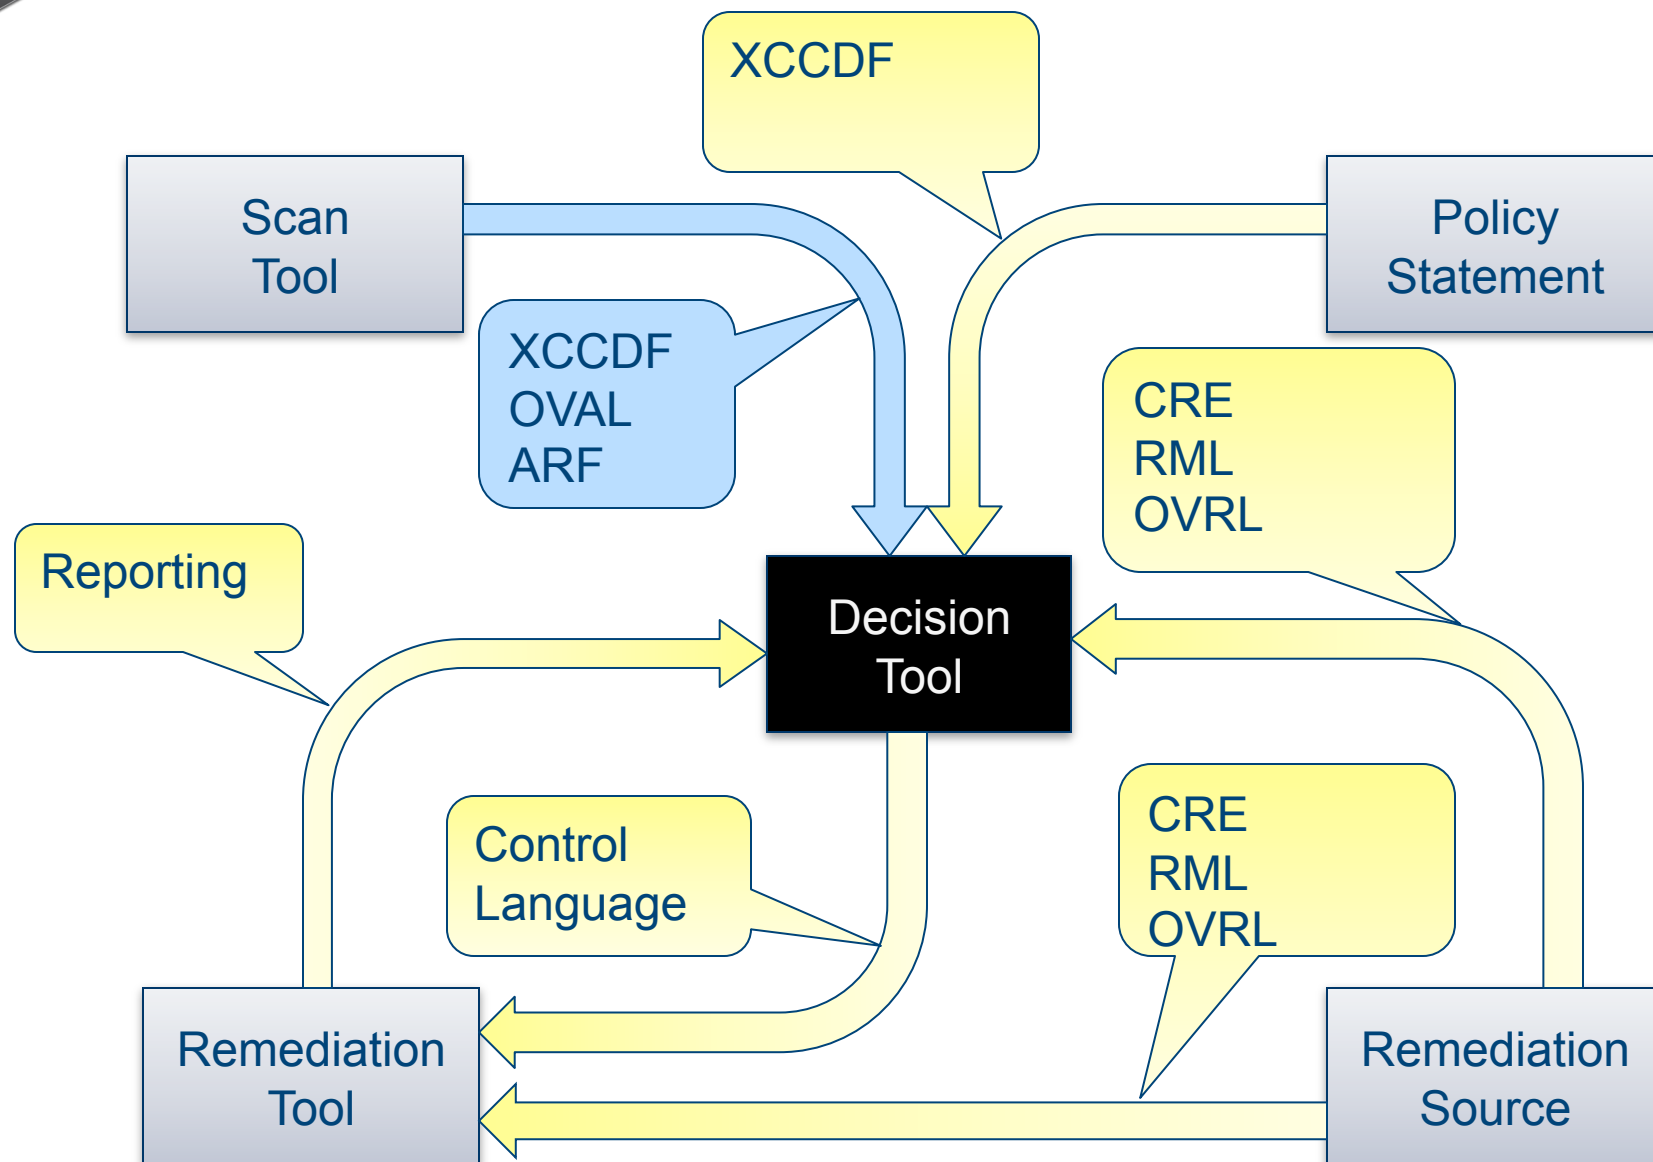 XCCDF
Scan
Tool
Policy
Statement
XCCDF
OVAL
ARF
CRE
RML
OVRL
Reporting
Decision
Tool
Control
Language
CRE
RML
OVRL
Remediation
Tool
Remediation
Source